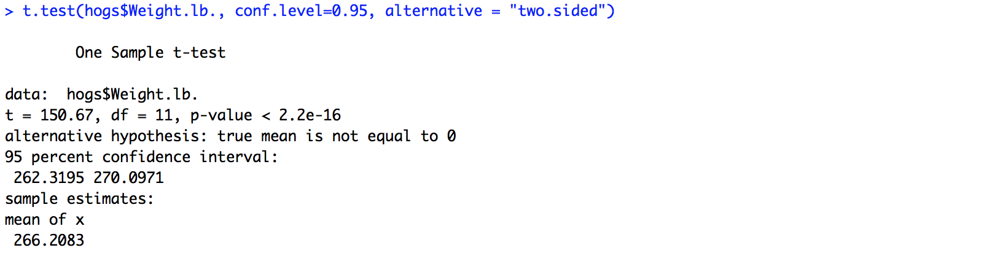 > t.test(hogs$Weight.lb., conf.level=0.95, alternative = "two.sided")
One Sample t-test
data:  hogs$Weight.lb.
t = 150.67, df = 11, p-value < 2.2e-16
alternative hypothesis: true mean is not equal to 0
95 percent confidence interval:
262.3195 270.0971
sample estimates:
mean of x
266.2083